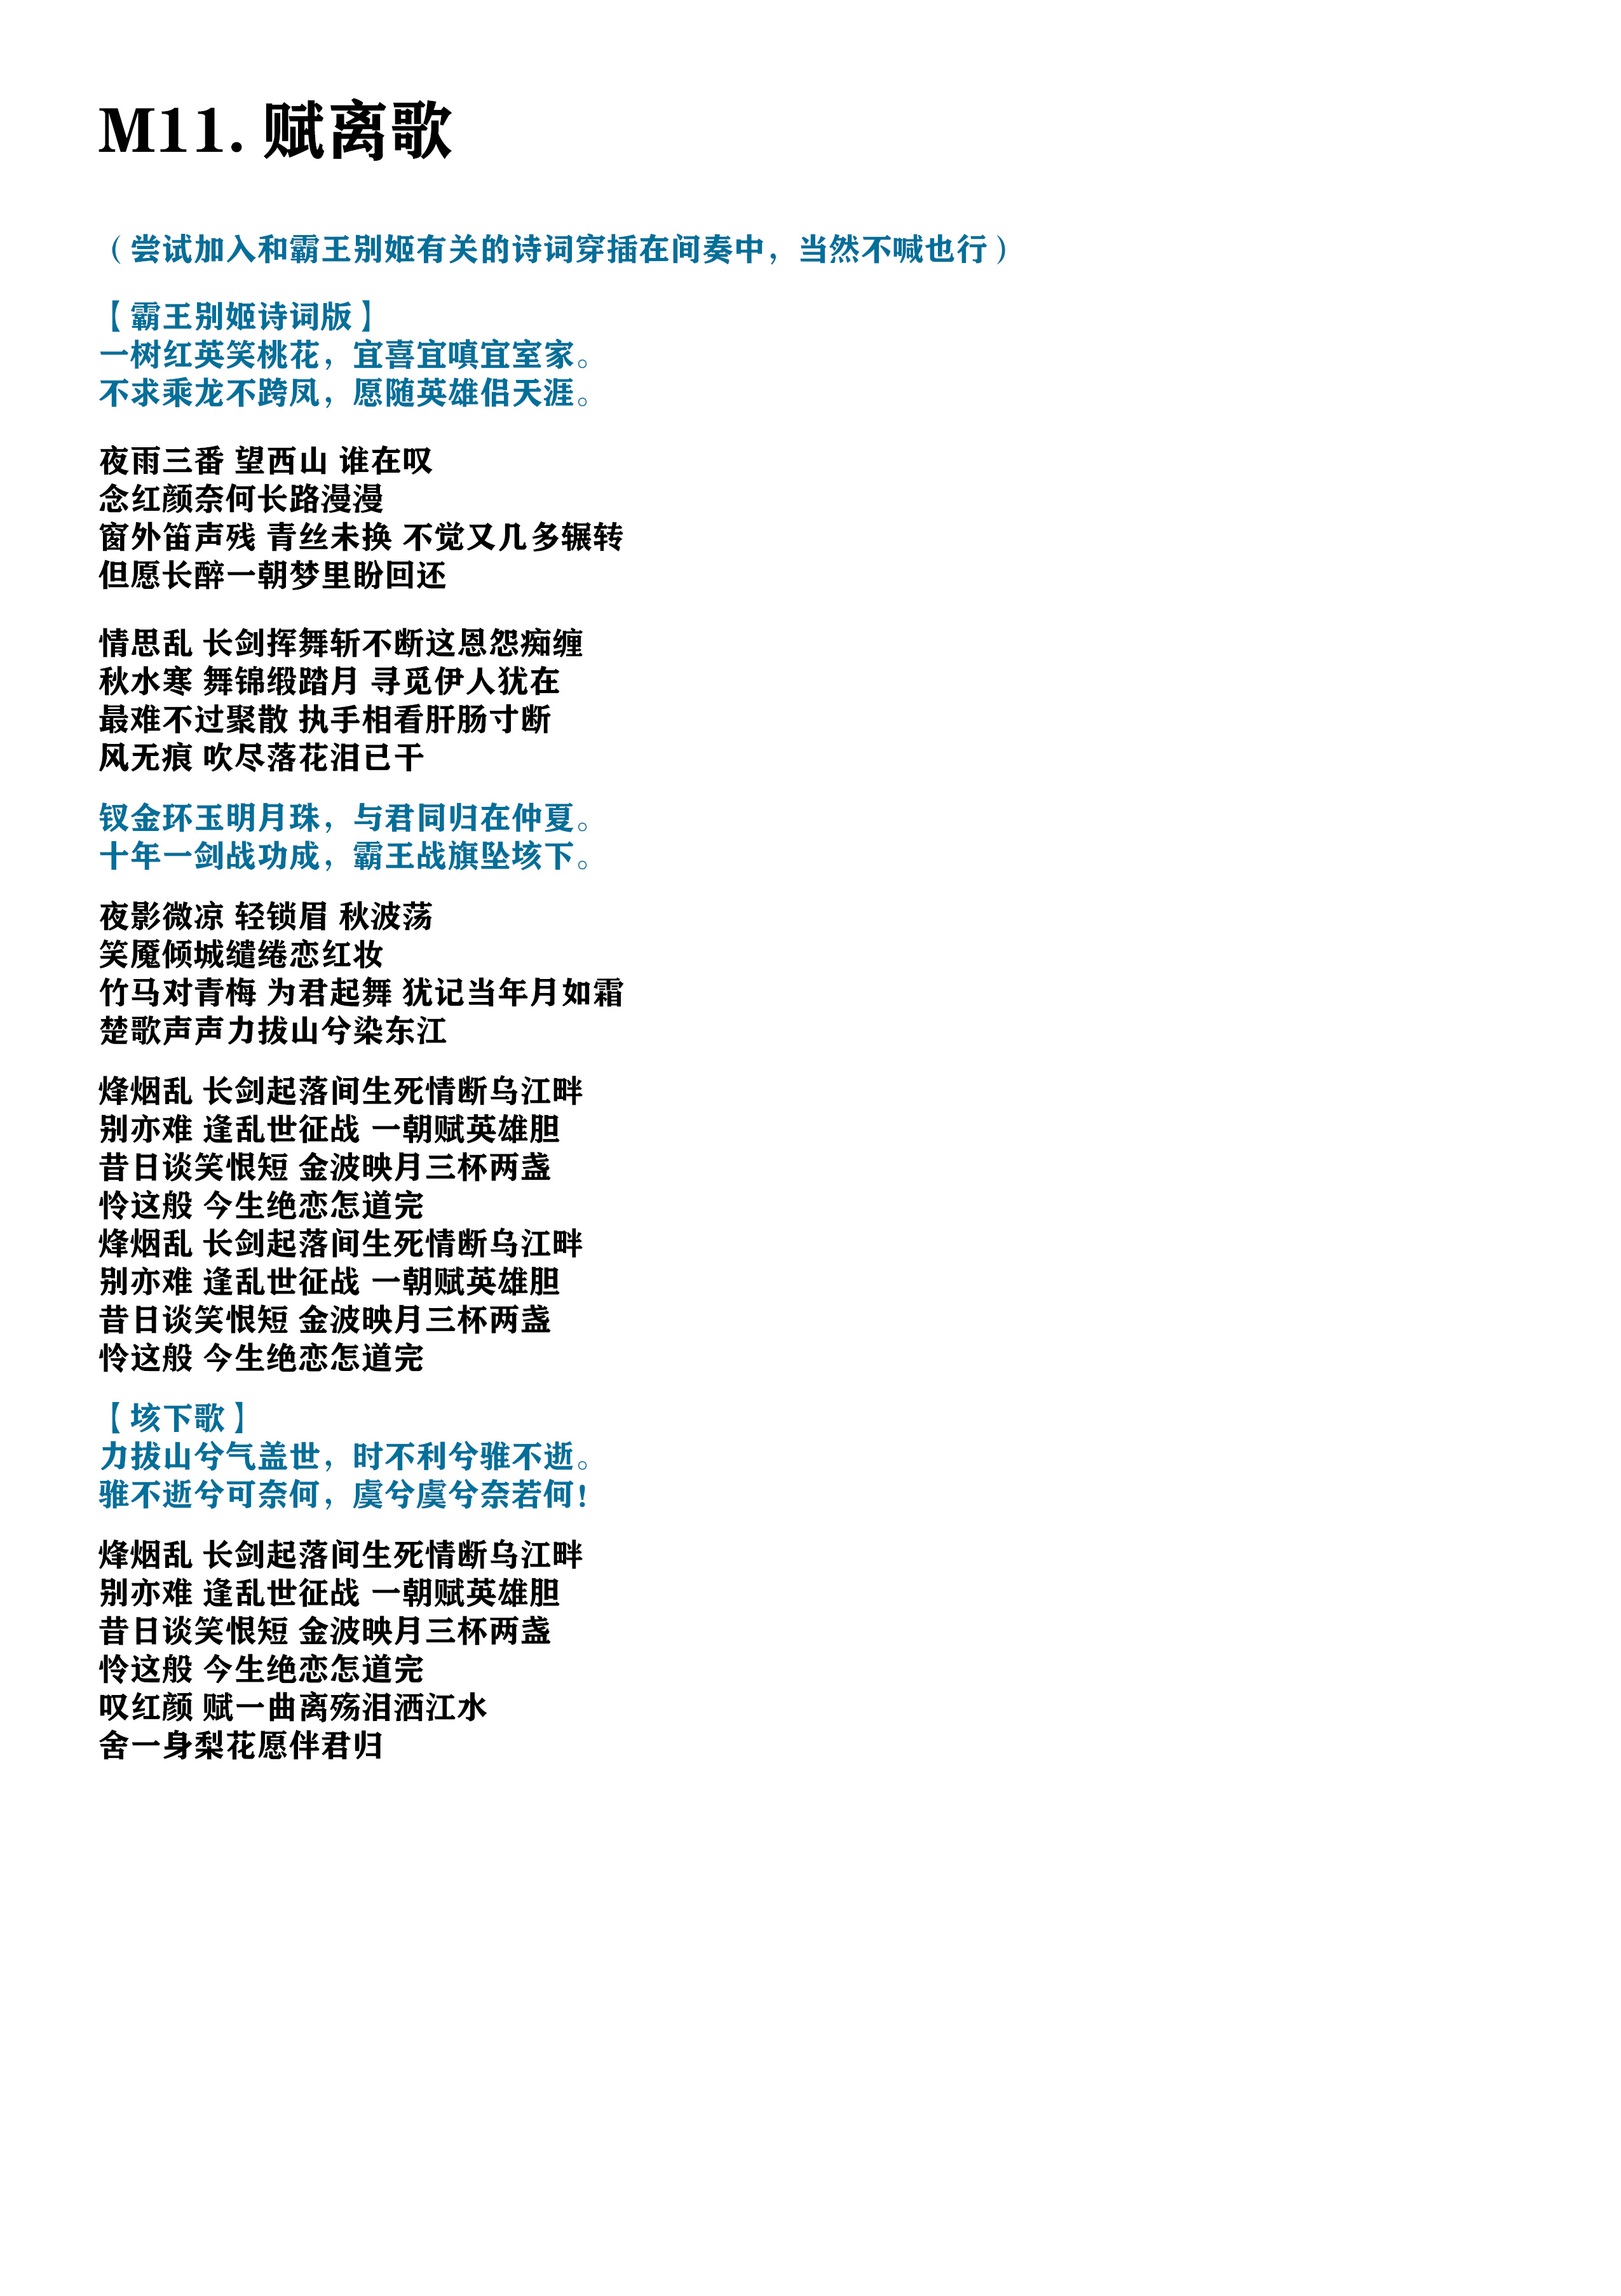 M11. 赋离歌
（尝试加入和霸王别姬有关的诗词穿插在间奏中，当然不喊也行）
【霸王别姬诗词版】
一树红英笑桃花，宜喜宜嗔宜室家。
不求乘龙不跨凤，愿随英雄侣天涯。
夜雨三番 望西山 谁在叹
念红颜奈何长路漫漫
窗外笛声残 青丝未换 不觉又几多辗转
但愿长醉一朝梦里盼回还
情思乱 长剑挥舞斩不断这恩怨痴缠
秋水寒 舞锦缎踏月 寻觅伊人犹在
最难不过聚散 执手相看肝肠寸断
风无痕 吹尽落花泪已干
钗金环玉明月珠，与君同归在仲夏。
十年一剑战功成，霸王战旗坠垓下。
夜影微凉 轻锁眉 秋波荡
笑魇倾城缱绻恋红妆
竹马对青梅 为君起舞 犹记当年月如霜
楚歌声声力拔山兮染东江
烽烟乱 长剑起落间生死情断乌江畔
别亦难 逢乱世征战 一朝赋英雄胆
昔日谈笑恨短 金波映月三杯两盏
怜这般 今生绝恋怎道完
烽烟乱 长剑起落间生死情断乌江畔
别亦难 逢乱世征战 一朝赋英雄胆
昔日谈笑恨短 金波映月三杯两盏
怜这般 今生绝恋怎道完
【垓下歌】
力拔山兮气盖世，时不利兮骓不逝。
骓不逝兮可奈何，虞兮虞兮奈若何！
烽烟乱 长剑起落间生死情断乌江畔
别亦难 逢乱世征战 一朝赋英雄胆
昔日谈笑恨短 金波映月三杯两盏
怜这般 今生绝恋怎道完
叹红颜 赋一曲离殇泪洒江水
舍一身梨花愿伴君归